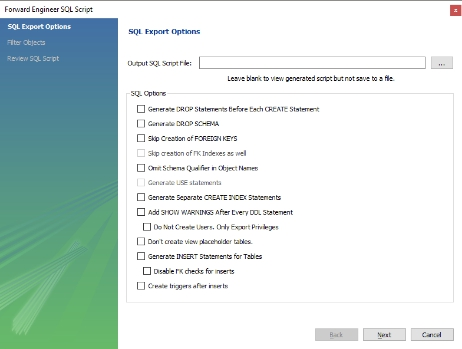 Forward Engineer SQL Script
x
SQL Export Options
Filter Objects
Review SQL Script
SQL Export Options
Output SQL Script File:
...
Leave blank to view generated script but not save to a file.
SQL Options
Generate DROP Statements Before Each CREATE Statement
Generate DROP SCHEMA
Skip Creation of FOREIGN KEYS
Skip creation of FK Indexes as well
Omit Schema Qualifier in Object Names
Generate USE statements
Generate Separate CREATE INDEX Statements
Add SHOW WARNINGS After Every DDL Statement
Do Not Create Users. Only Export Privileges
Don't create view placeholder tables.
Generate INSERT Statements for Tables
Disable FK checks for inserts
Create triggers after inserts
Back Next Cancel